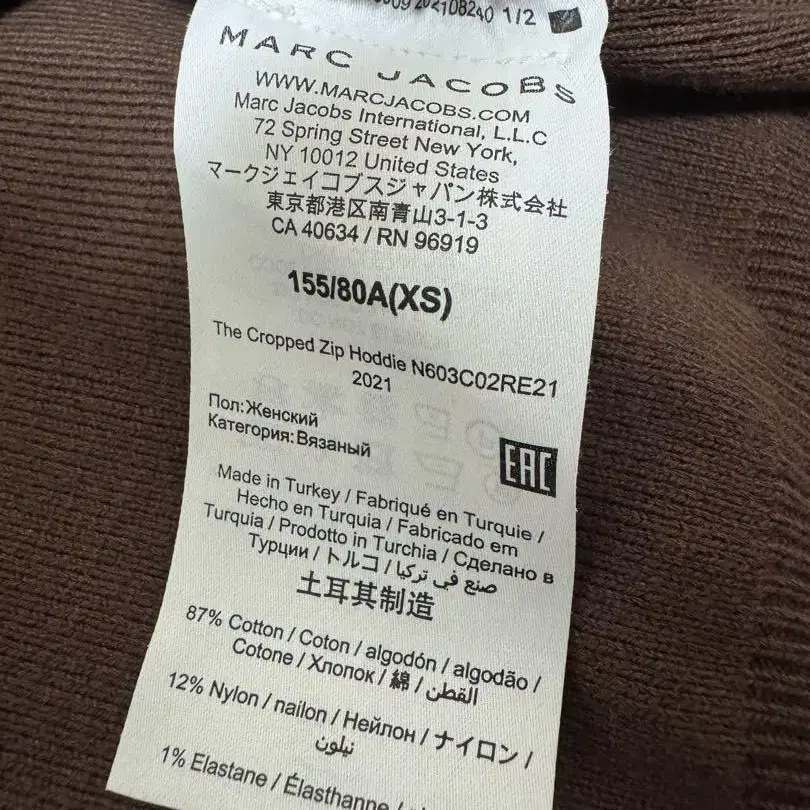 202108240 1/2
MARC JACOBS
WWW.MARCJACOBS.COM
Marc Jacobs International, L.L.C
72 Spring Street New York,
NY 10012 United States
マークジェイコブスジャパン株式会社
東京都港区南青山3-1-3
CA 40634 / RN 96919
155/80A(XS)
The Cropped Zip Hoddie N603C02RE21
2021
Пол:Женский
Категория:Вязаный
EAC
Made in Turkey / Fabriqué en Turquie /
Hecho en Turquia / Fabricado em
Turquia / Prodotto in Turchia / Сделано в
Турции / トルコ / صنع في تركيا
土耳其制造
87% Cotton / Coton / algodón / algodão /
Cotone / Хлопок / 綿 / القطن
12% Nylon / nailon / Нейлон / ナイロン /
نيلون
1% Elastane / Élasthanne /